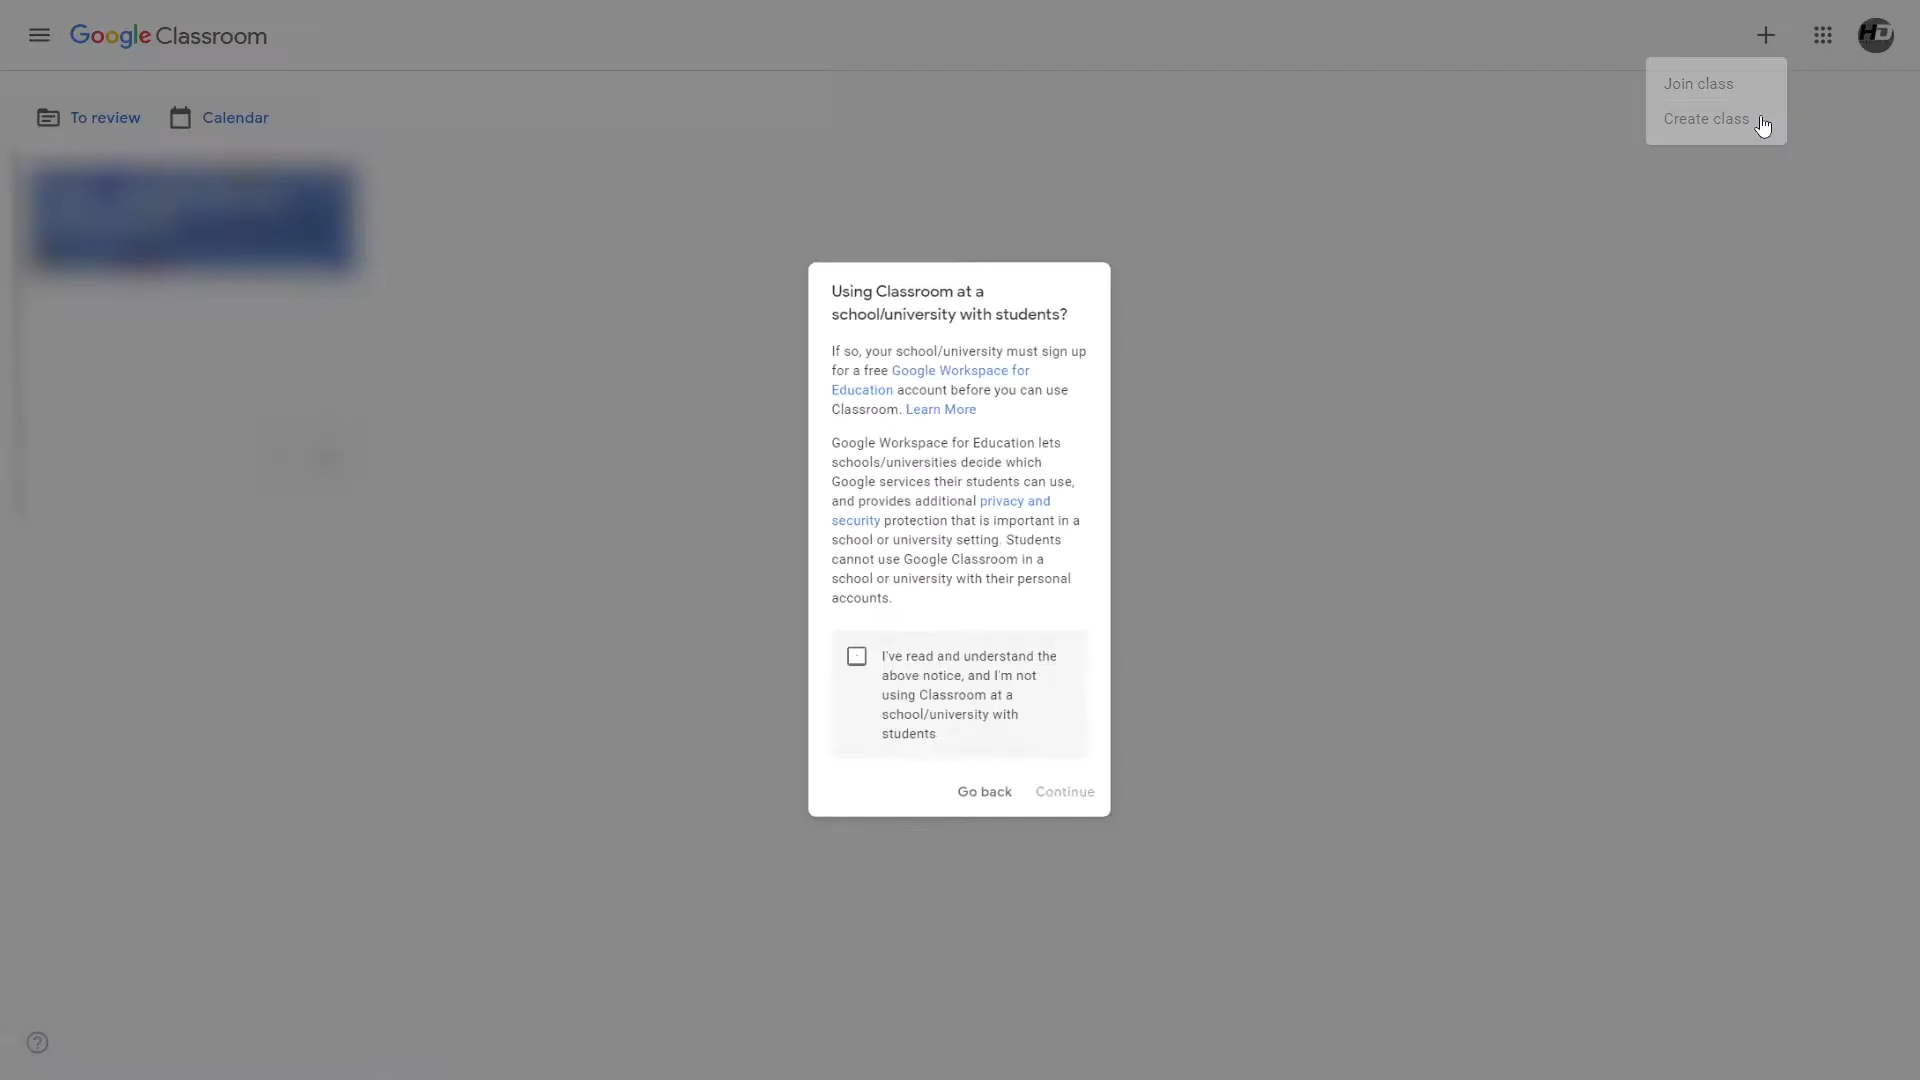 Google Classroom
Join class
Create class
To review
Calendar
Using Classroom at a
school/university with students?
If so, your school/university must sign up
for a free Google Workspace for
Education account before you can use
Classroom. Learn More
Google Workspace for Education lets
schools/universities decide which
Google services their students can use,
and provides additional privacy and
security protection that is important in a
school or university setting. Students
cannot use Google Classroom in a
school or university with their personal
accounts.
I've read and understand the
above notice, and I'm not
using Classroom at a
school/university with
students
Go back
Continue
HD